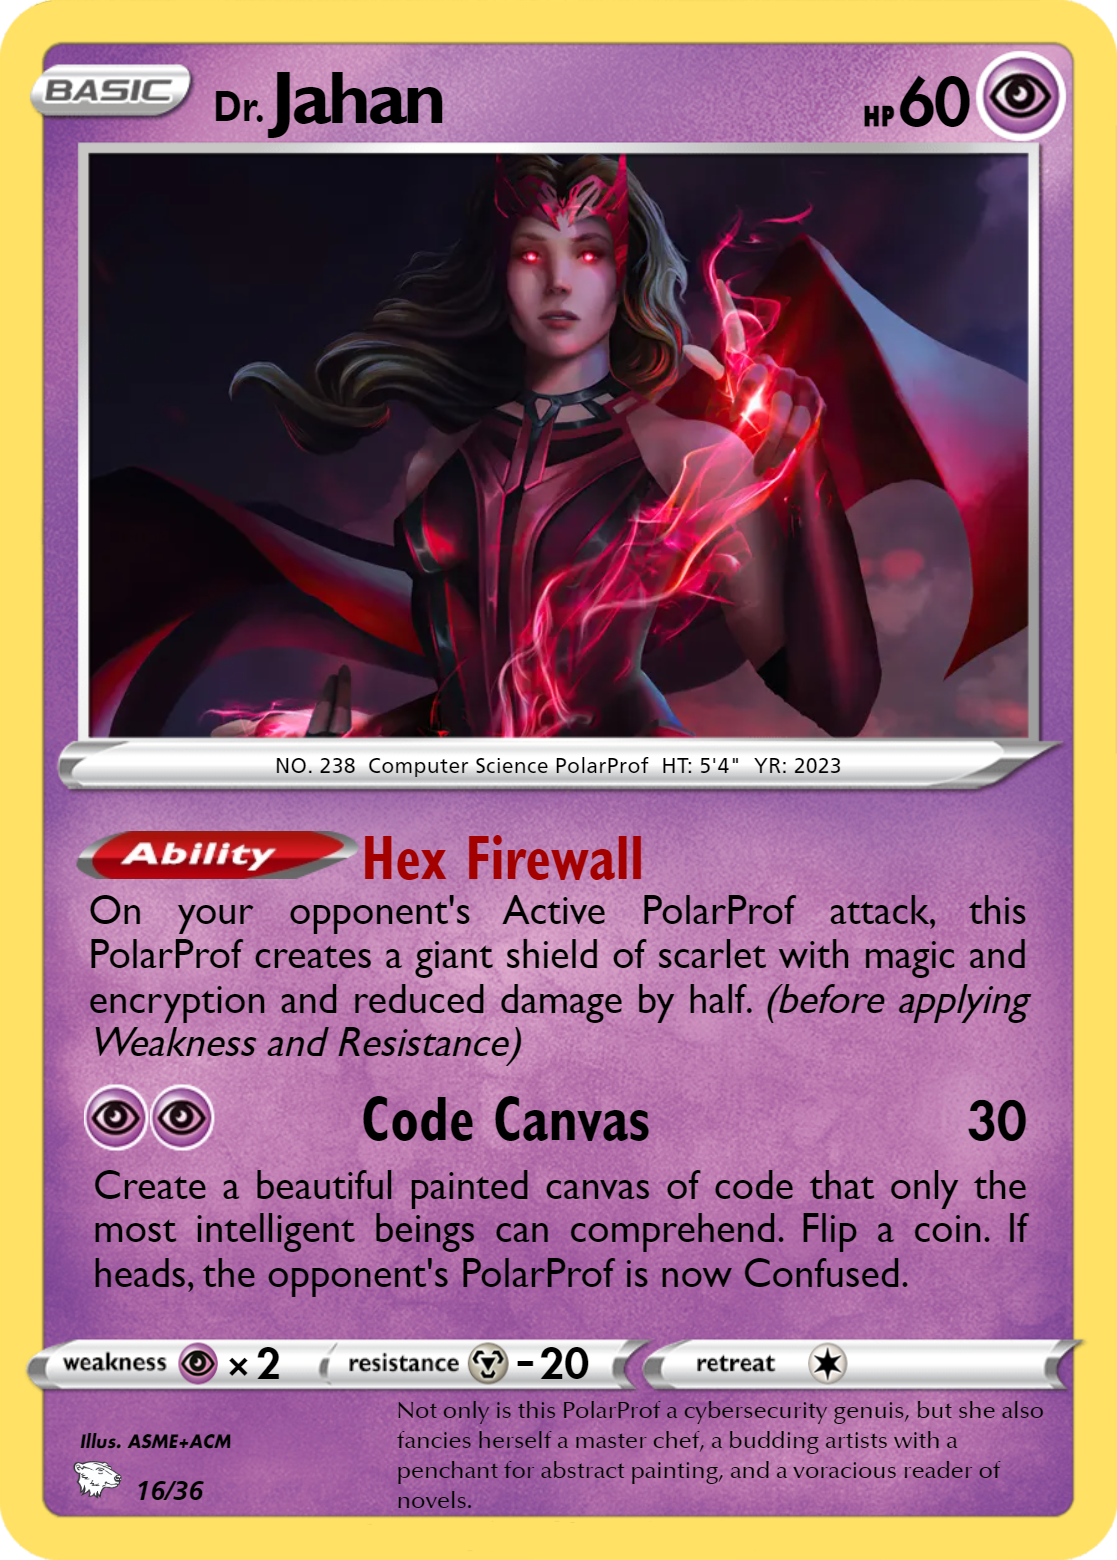 BASIC Dr. Jahan HP 60
NO. 238 Computer Science PolarProf HT: 5'4" YR: 2023
Ability Hex Firewall
On your opponent's Active PolarProf attack, this
PolarProf creates a giant shield of scarlet with magic and
encryption and reduced damage by half. (before applying
Weakness and Resistance)
Code Canvas 30
Create a beautiful painted canvas of code that only the
most intelligent beings can comprehend. Flip a coin. If
heads, the opponent's PolarProf is now Confused.
weakness × 2 resistance - 20 retreat
Not only is this PolarProf a cybersecurity genuis, but she also
fancies herself a master chef, a budding artists with a
penchant for abstract painting, and a voracious reader of
novels.
Illus. ASME+ACM
16/36